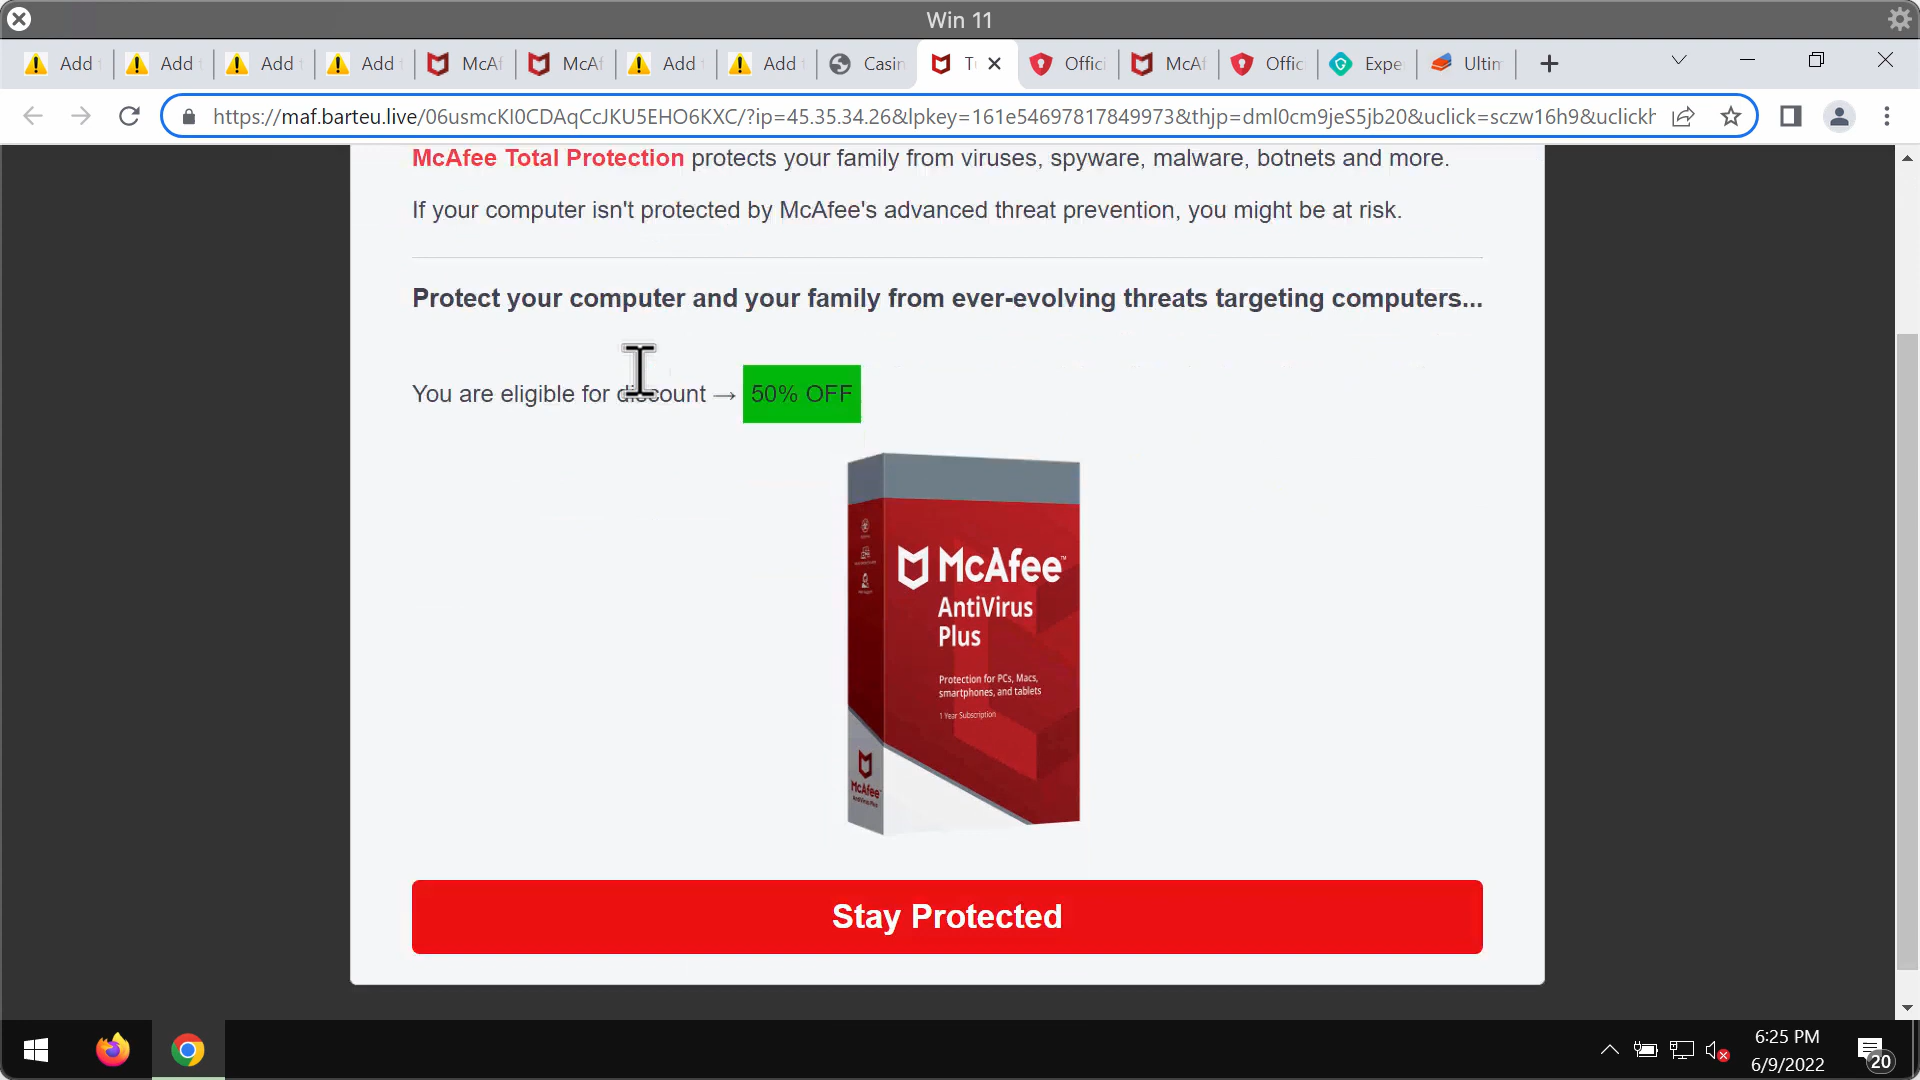 Win 11
Add
Add
Add
Add
McAf
McAf
Add
Add
Casin
T
Offici
McAf
Offic
Expe
Ultim
https://maf.barteu.live/06usmcKI0CDAqCcJKU5EHO6KXC/?ip=45.35.34.26&lpkey=161e54697817849973&thjp=dml0cm9jeS5jb20&uclick=sczw16h9&uclickh
McAfee Total Protection protects your family from viruses, spyware, malware, botnets and more.
If your computer isn't protected by McAfee's advanced threat prevention, you might be at risk.
Protect your computer and your family from ever-evolving threats targeting computers...
You are eligible for discount → 50% OFF
McAfee™
AntiVirus
Plus
Protection for PCs, Macs,
smartphones, and tablets
1 Year Subscription
McAfee
AntiVirus Plus
Stay Protected
6:25 PM
6/9/2022
20